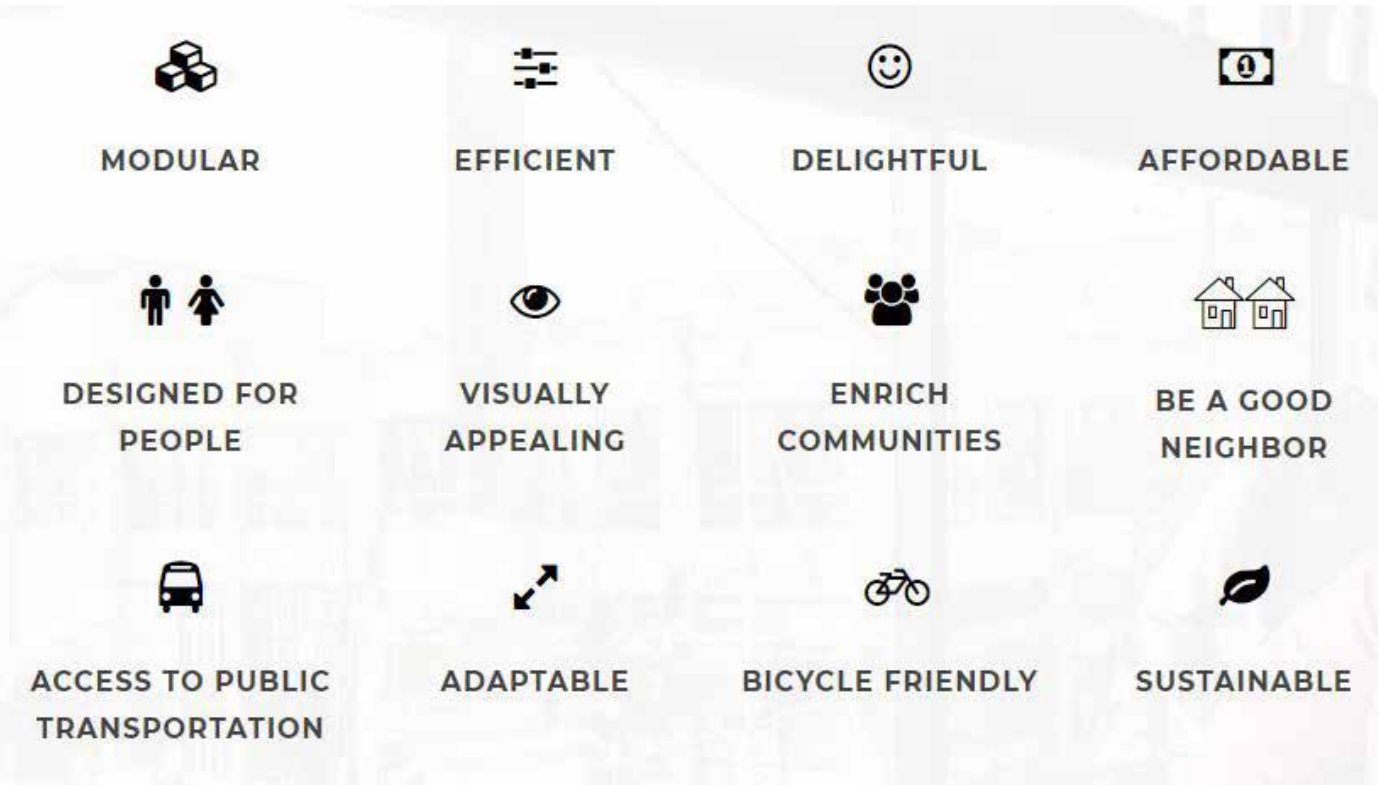 MODULAR
EFFICIENT
DELIGHTFUL
AFFORDABLE
DESIGNED FOR
PEOPLE
VISUALLY
APPEALING
ENRICH
COMMUNITIES
BE A GOOD
NEIGHBOR
ACCESS TO PUBLIC
TRANSPORTATION
ADAPTABLE
BICYCLE FRIENDLY
SUSTAINABLE